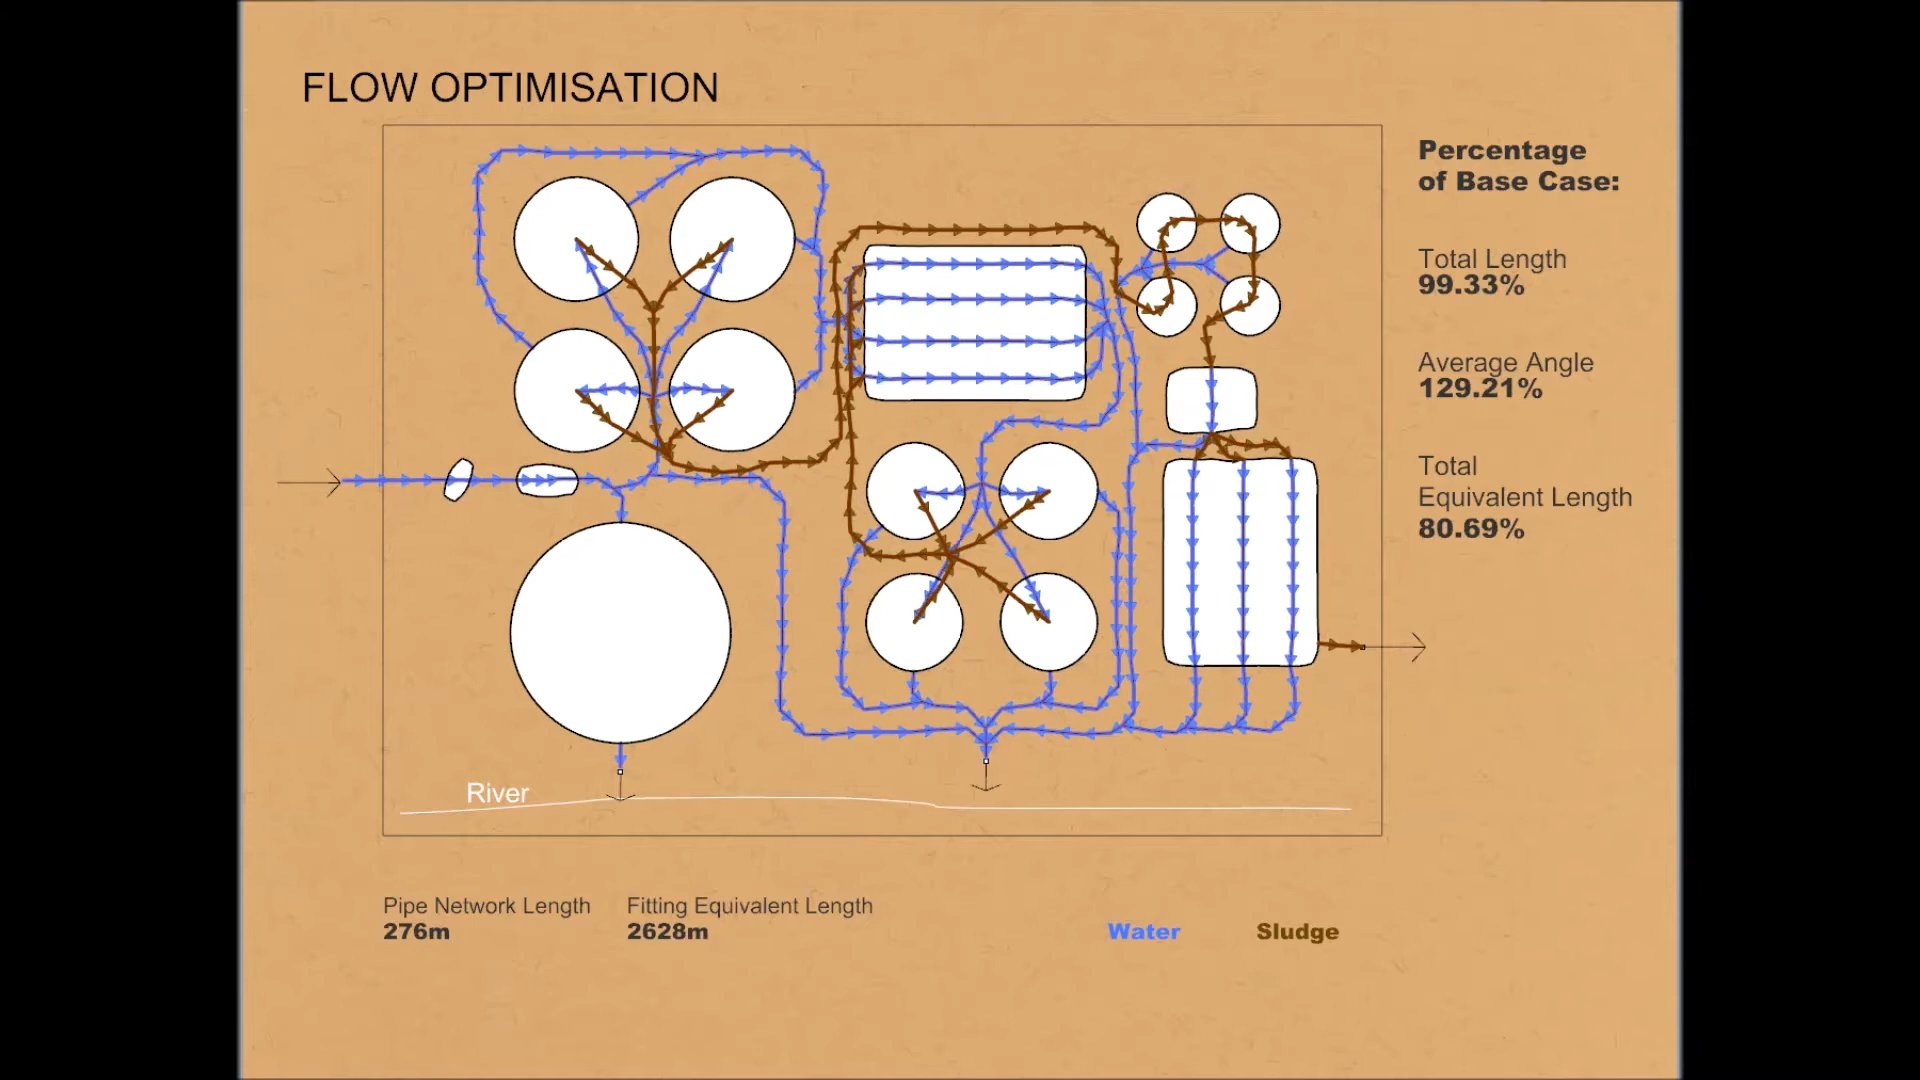 FLOW OPTIMISATION
Percentage
of Base Case:
Total Length
99.33%
Average Angle
129.21%
Total
Equivalent Length
80.69%
River
Pipe Network Length
276m
Fitting Equivalent Length
2628m
Water
Sludge